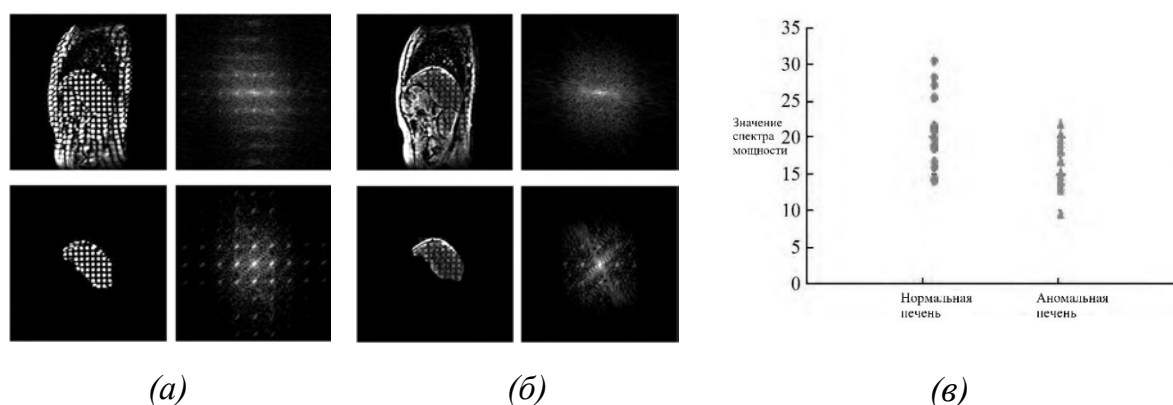 35
30
25
20
15
10
5
0
Значение
спектра
мощности
Нормальная
печень
Аномальная
печень
(а)
(б)
(в)